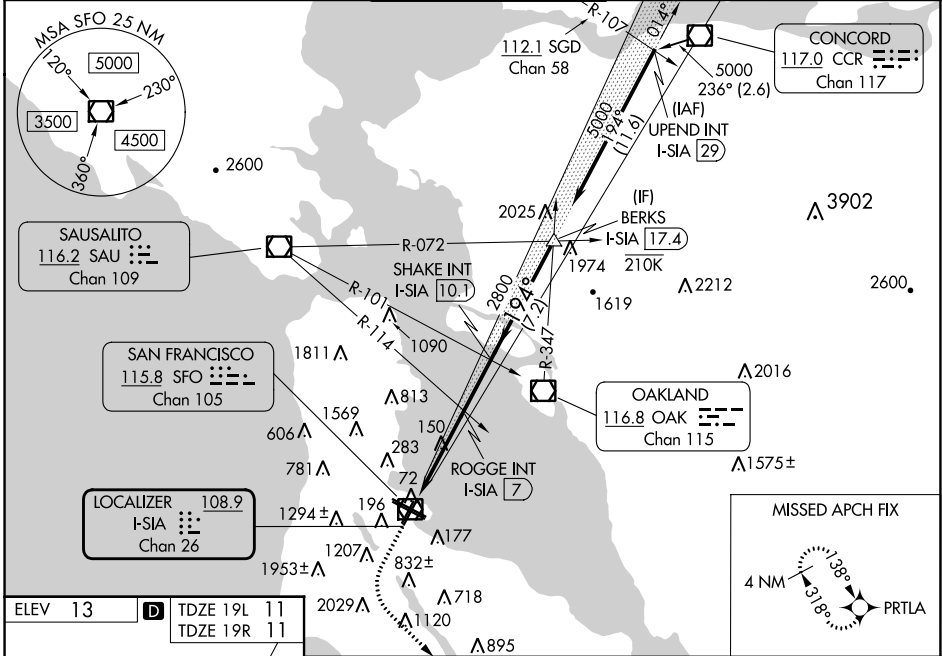 MSA SFO 25 NM
120°
5000
230°
3500
4500
360°
2600
R-107
014°
112.1 SGD
Chan 58
CONCORD
117.0 CCR
Chan 117
5000
236° (2.6)
(IAF)
UPEND INT
I-SIA 29
5000
194°
(11.6)
2025
(IF)
BERKS
I-SIA 17.4
210K
3902
SAUSALITO
116.2 SAU
Chan 109
R-072
SHAKE INT
I-SIA 10.1
1974
1619
2212
2600
R-101
R-114
1090
2800
194°
(7.2)
R-347
SAN FRANCISCO
115.8 SFO
Chan 105
1811
813
2016
OAKLAND
116.8 OAK
Chan 115
1569
606
283
150
781
72
ROGGE INT
I-SIA 7
1575±
LOCALIZER 108.9
I-SIA
Chan 26
1294±
196
177
1207
1953±
832±
718
2029
1120
895
MISSED APCH FIX
4 NM
138°
318°
PRTLA
ELEV 13
D
TDZE 19L 11
TDZE 19R 11